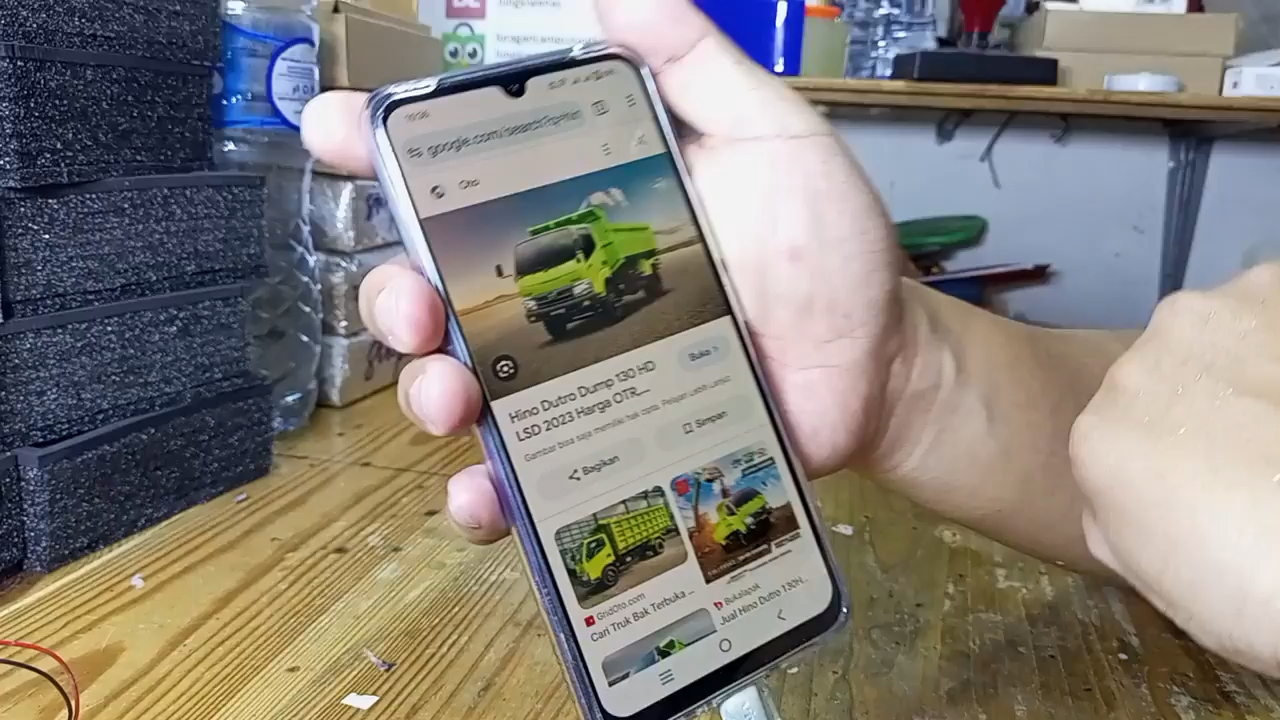 google.com/search?q=hin
Oto
Hino Dutro Dump 130 HD
LSD 2023 Harga OTR,...
Buka >
Gambar bisa saja memiliki hak cipta. Pelajari Lebih Lanjut
Bagikan
Simpan
GridOto.com
Cari Truk Bak Terbuka ...
Bukalapak
Jual Hino Dutro 130H...